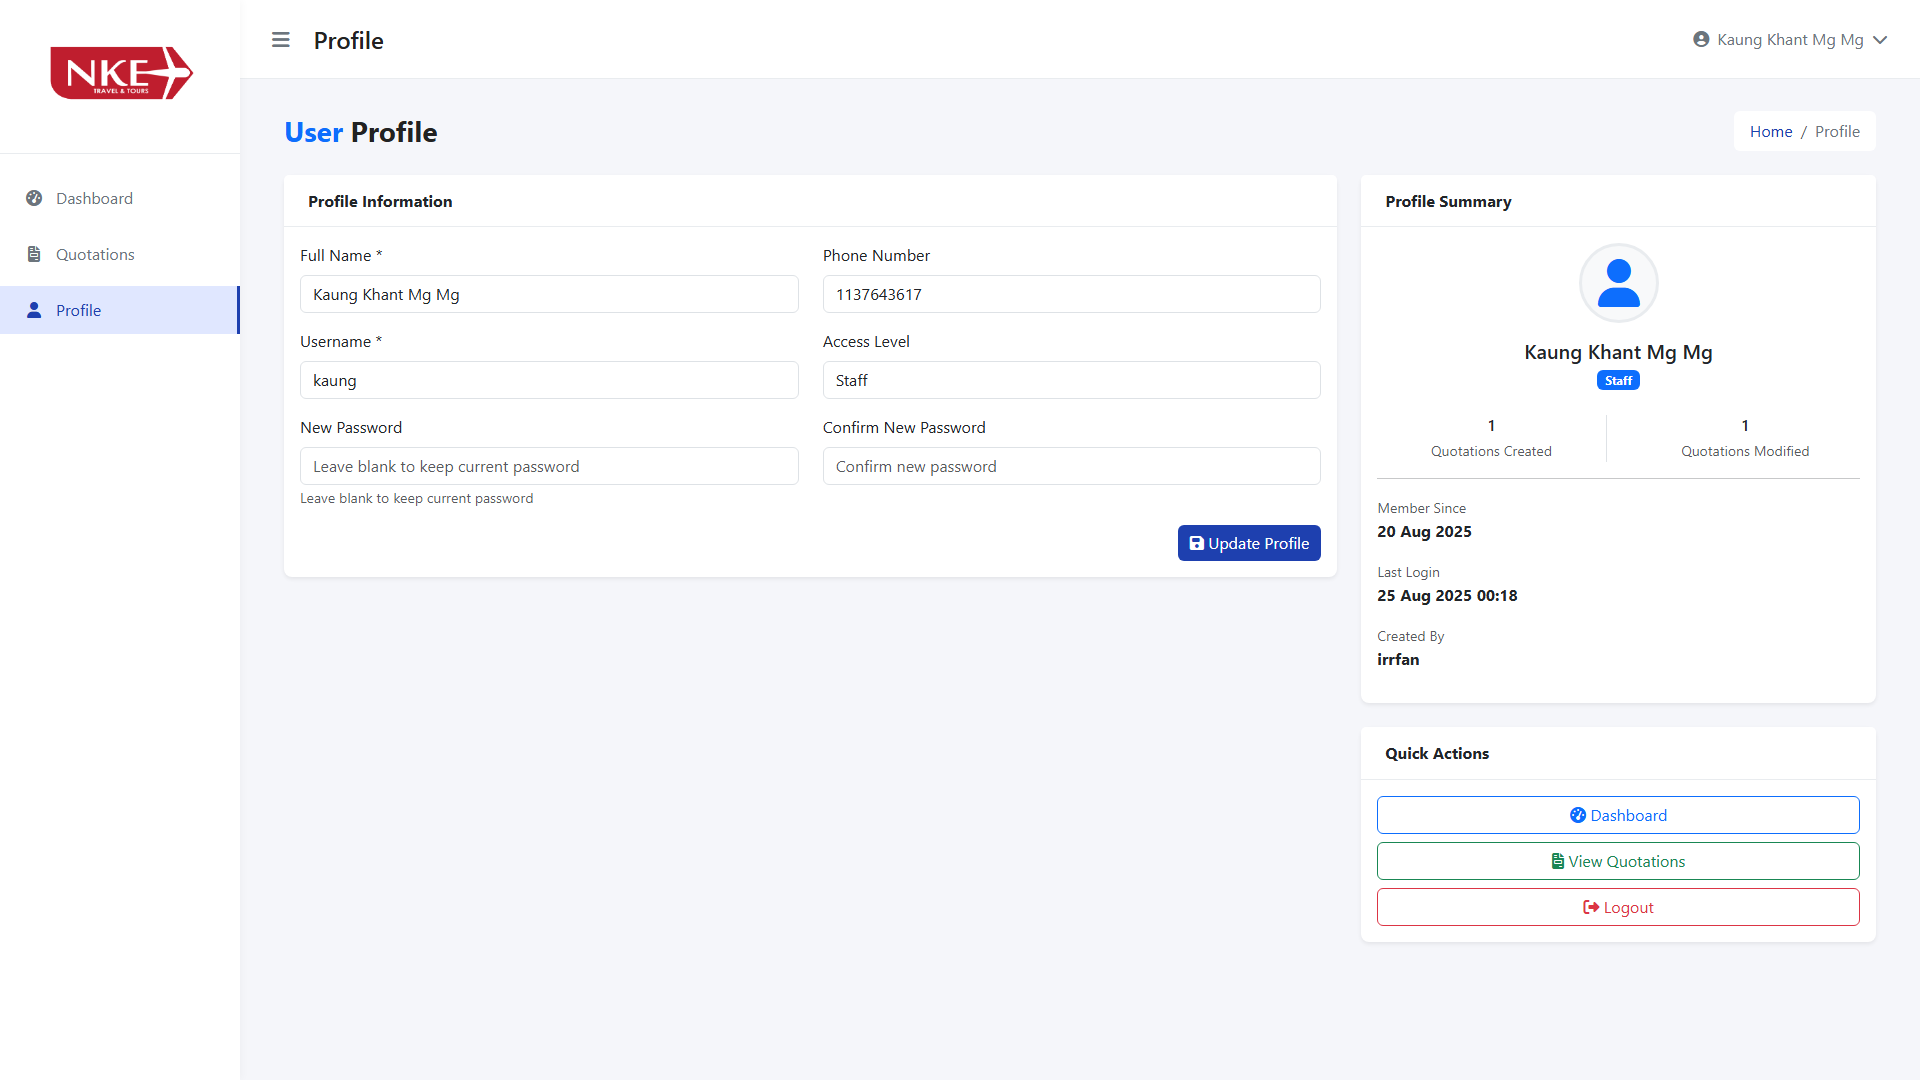 NKE
TRAVEL & TOURS
Profile
Kaung Khant Mg Mg
Dashboard
Quotations
Profile
User Profile
Home / Profile
Profile Information
Full Name *
Kaung Khant Mg Mg
Phone Number
1137643617
Username *
kaung
Access Level
Staff
New Password
Leave blank to keep current password
Leave blank to keep current password
Confirm New Password
Confirm new password
Update Profile
Profile Summary
Kaung Khant Mg Mg
Staff
1
Quotations Created
1
Quotations Modified
Member Since
20 Aug 2025
Last Login
25 Aug 2025 00:18
Created By
irrfan
Quick Actions
Dashboard
View Quotations
Logout